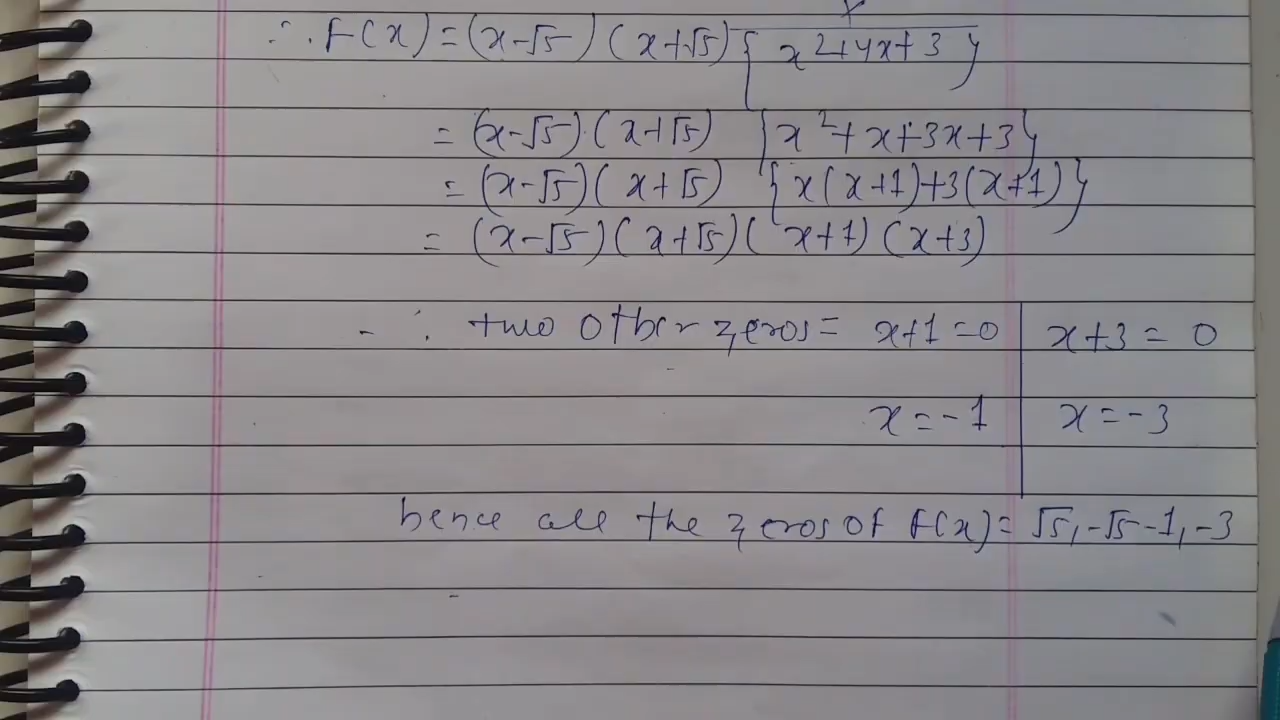 ∴ f(x) = (x-√5) (x+√5) { x²+4x+3 }
= (x-√5) (x+√5) {x²+x+3x+3}
= (x-√5) (x+√5) {x(x+1)+3(x+1)}
= (x-√5) (x+√5) (x+1) (x+3)
∴ two other zeros = x+1 = 0 | x+3 = 0
x = -1 | x = -3
hence all the zeros of f(x) = √5, -√5 -1, -3